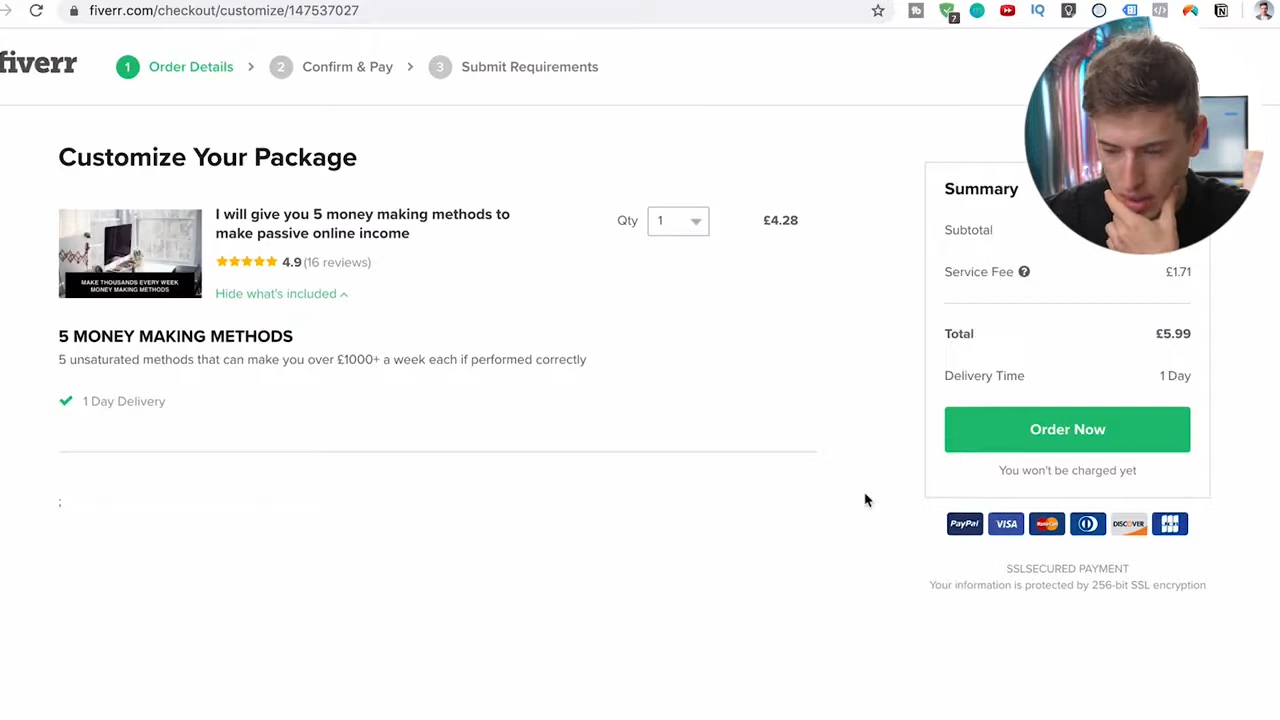 fiverr.com/checkout/customize/147537027
fiverr
1 Order Details > 2 Confirm & Pay > 3 Submit Requirements
Customize Your Package
I will give you 5 money making methods to
make passive online income
Qty 1 £4.28
4.9 (16 reviews)
MAKE THOUSANDS EVERY WEEK
MONEY MAKING METHODS
Hide what's included
5 MONEY MAKING METHODS
5 unsaturated methods that can make you over £1000+ a week each if performed correctly
1 Day Delivery
;
Summary
Subtotal
Service Fee ? £1.71
Total £5.99
Delivery Time 1 Day
Order Now
You won't be charged yet
PayPal VISA MasterCard DISCOVER JCB
SSLSECURED PAYMENT
Your information is protected by 256-bit SSL encryption